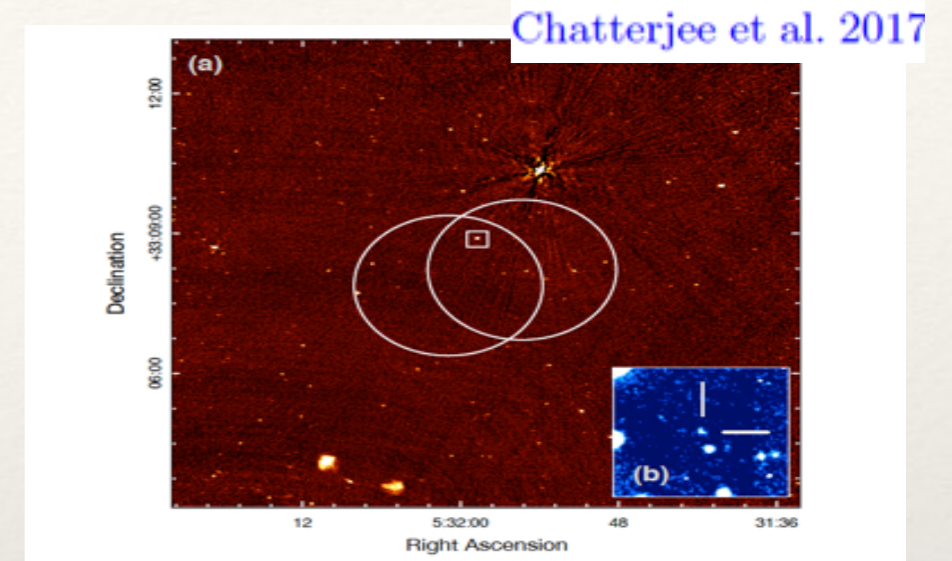 Chatterjee et al. 2017
(a)
12:00
+33:09:00
06:00
Declination
(b)
12
5:32:00
48
31:36
Right Ascension